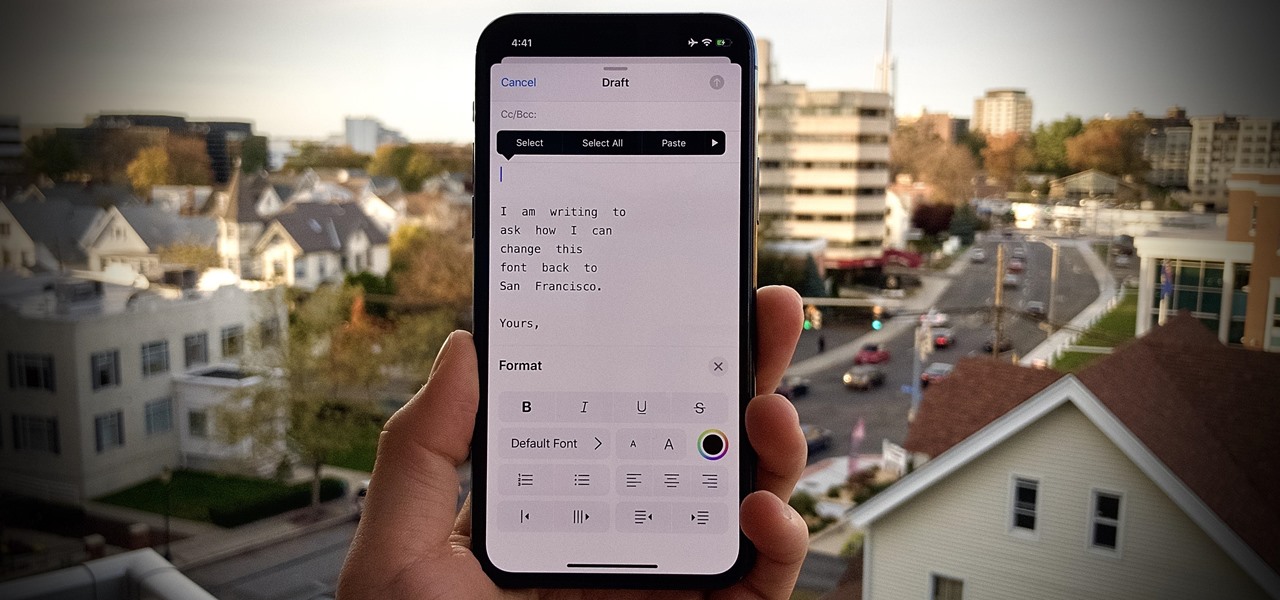 4:41
Cancel Draft
Cc/Bcc:
Select Select All Paste
I am writing to
ask how I can
change this
font back to
San Francisco.
Yours,
Format
B I U S
Default Font A A